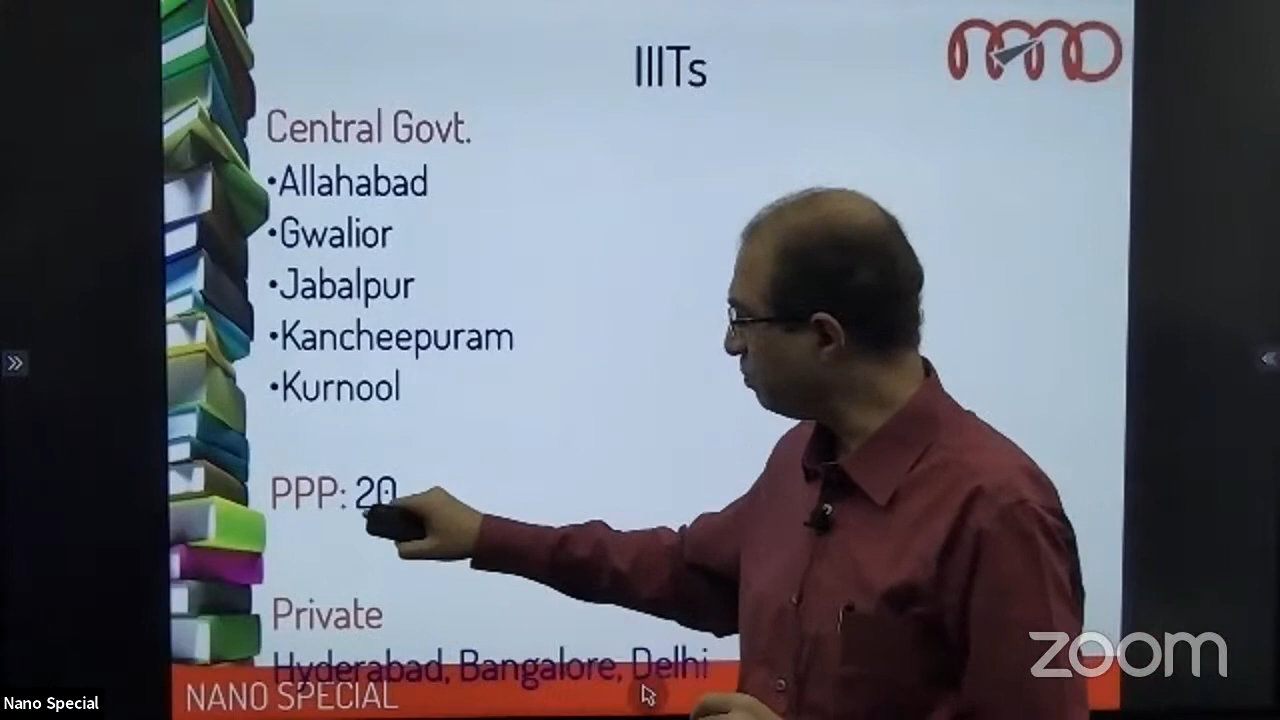 IIITs
Central Govt.
•Allahabad
•Gwalior
•Jabalpur
•Kancheepuram
•Kurnool
PPP: 20
Private
Hyderabad, Bangalore, Delhi
NANO SPECIAL
zoom
Nano Special